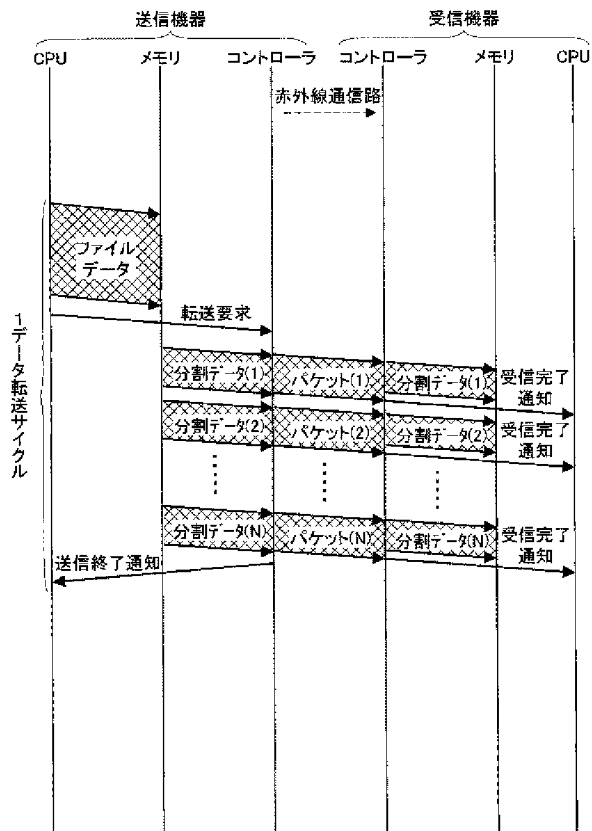 送信機器
受信機器
CPU
メモリ
コントローラ
コントローラ
メモリ
CPU
赤外線通信路
ファイル
データ
転送要求
1データ転送サイクル
分割データ(1)
パケット(1)
分割データ(1)
受信完了
通知
分割データ(2)
パケット(2)
分割データ(2)
受信完了
通知
分割データ(N)
パケット(N)
分割データ(N)
受信完了
通知
送信終了通知